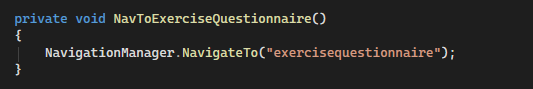 private void NavToExerciseQuestionnaire()
{
    NavigationManager.NavigateTo("exercisequestionnaire");
}